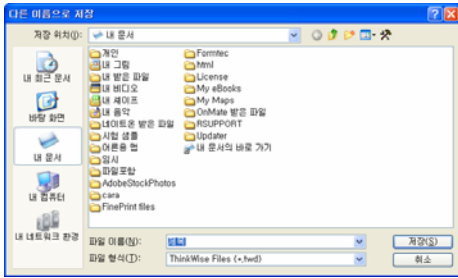 다른 이름으로 저장
저장 위치(I):
내 문서
내 최근 문서
바탕 화면
내 문서
내 컴퓨터
내 네트워크 환경
개인
내 그림
내 받은 파일
내 비디오
내 쉐이프
내 음악
네이트온 받은 파일
시험 샘플
어른용 맵
임시
파일포함
AdobeStockPhotos
cara
FinePrint files
Formtec
html
License
My eBooks
My Maps
OnMate 받은 파일
RSUPPORT
Updater
내 문서의 바로 가기
파일 이름(N):
저장(S)
파일 형식(T):
ThinkWise Files (*.twd)
취소